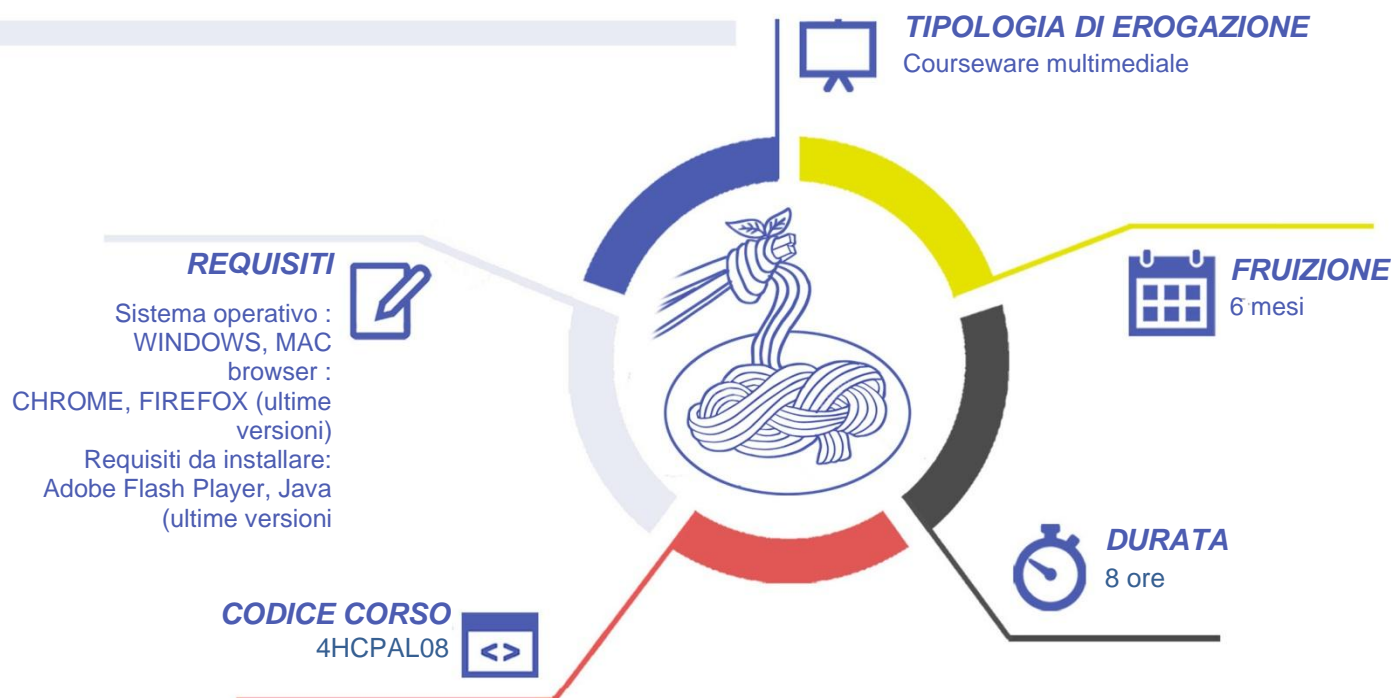 TIPOLOGIA DI EROGAZIONE
Courseware multimediale
REQUISITI
Sistema operativo :
WINDOWS, MAC
browser :
CHROME, FIREFOX (ultime
versioni)
Requisiti da installare:
Adobe Flash Player, Java
(ultime versioni
FRUIZIONE
6 mesi
DURATA
8 ore
CODICE CORSO
4HCPAL08